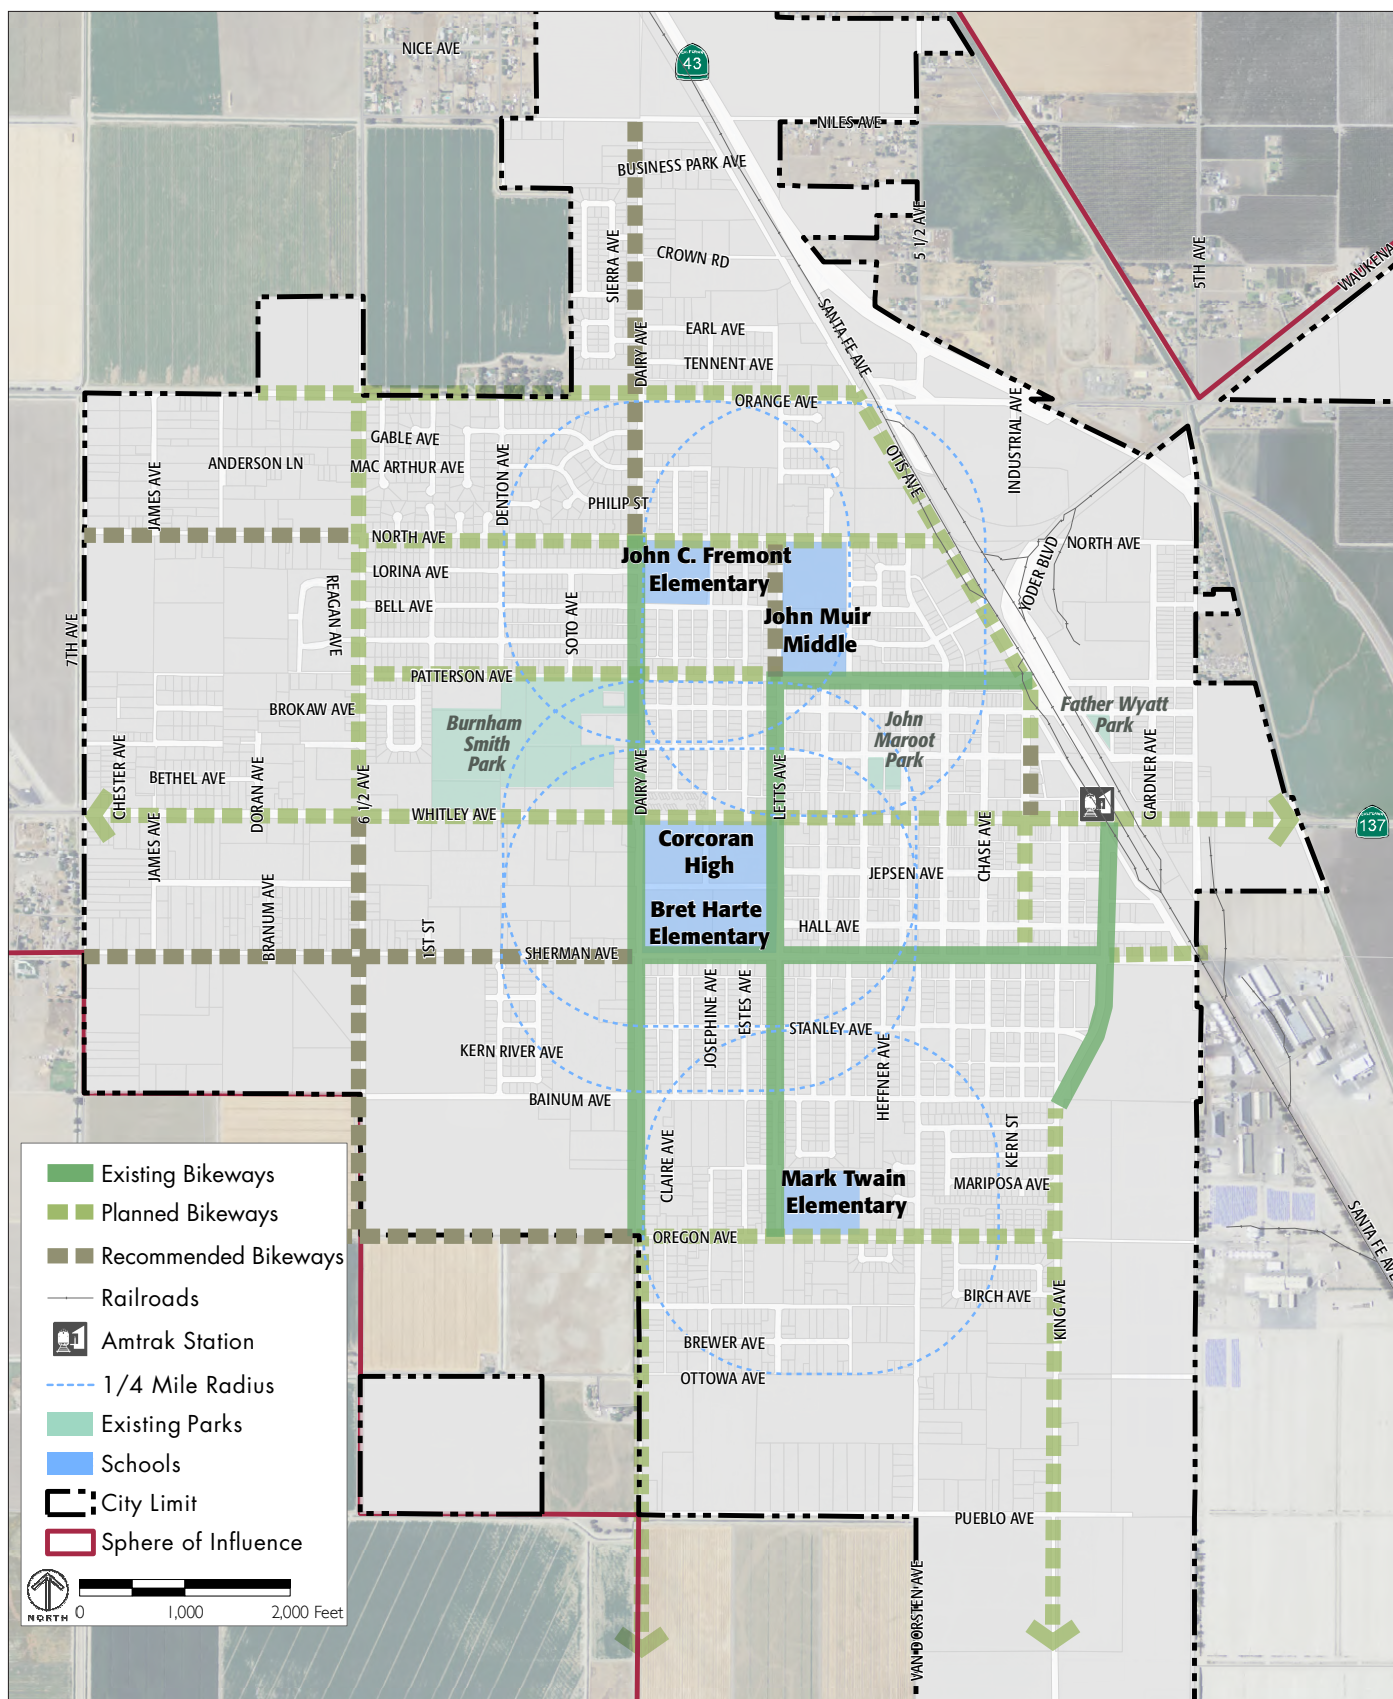 NICE AVE
CALIFORNIA
43
NILES AVE
BUSINESS PARK AVE
5 1/2 AVE
SIERRA AVE
CROWN RD
5TH AVE
WAUKENA
SANTA FE AVE
EARL AVE
DAIRY AVE
TENNENT AVE
ORANGE AVE
INDUSTRIAL AVE
GABLE AVE
ANDERSON LN
MAC ARTHUR AVE
DENTON AVE
OTIS AVE
JAMES AVE
PHILIP ST
NORTH AVE
NORTH AVE
YODER BLVD
John C. Fremont
Elementary
LORINA AVE
REAGAN AVE
BELL AVE
SOTO AVE
John Muir
Middle
7TH AVE
PATTERSON AVE
BROKAW AVE
Burnham
Smith
Park
John
Maroot
Park
Father Wyatt
Park
CHESTER AVE
BETHEL AVE
DORAN AVE
6 1/2 AVE
DAIRY AVE
LETTS AVE
GARDNER AVE
WHITLEY AVE
CALIFORNIA
137
JAMES AVE
Corcoran
High
CHASE AVE
JEPSEN AVE
BRANUM AVE
1ST ST
Bret Harte
Elementary
HALL AVE
SHERMAN AVE
JOSEPHINE AVE
ESTES AVE
STANLEY AVE
HEFFNER AVE
KERN RIVER AVE
BAINUM AVE
CLAIRE AVE
KERN ST
Mark Twain
Elementary
MARIPOSA AVE
OREGON AVE
SANTA FE AVE
KING AVE
BIRCH AVE
BREWER AVE
OTTOWA AVE
PUEBLO AVE
VAN DORSTEN AVE
Existing Bikeways
Planned Bikeways
Recommended Bikeways
Railroads
Amtrak Station
1/4 Mile Radius
Existing Parks
Schools
City Limit
Sphere of Influence
NORTH
0 1,000 2,000 Feet